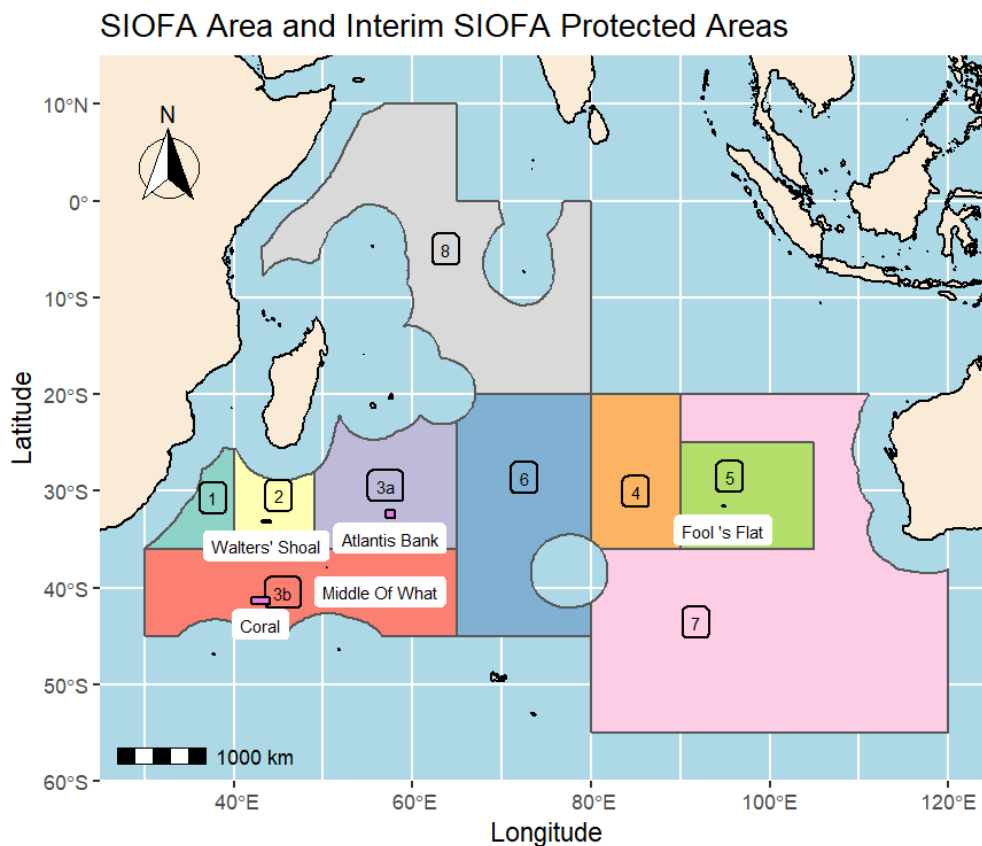 SIOFA Area and Interim SIOFA Protected Areas
N
10°N
0°
10°S
20°S
30°S
40°S
50°S
60°S
Latitude
8
1
2
3a
6
4
5
Walters' Shoal
Atlantis Bank
Fool 's Flat
3b
Middle Of What
Coral
7
1000 km
40°E
60°E
80°E
100°E
120°E
Longitude